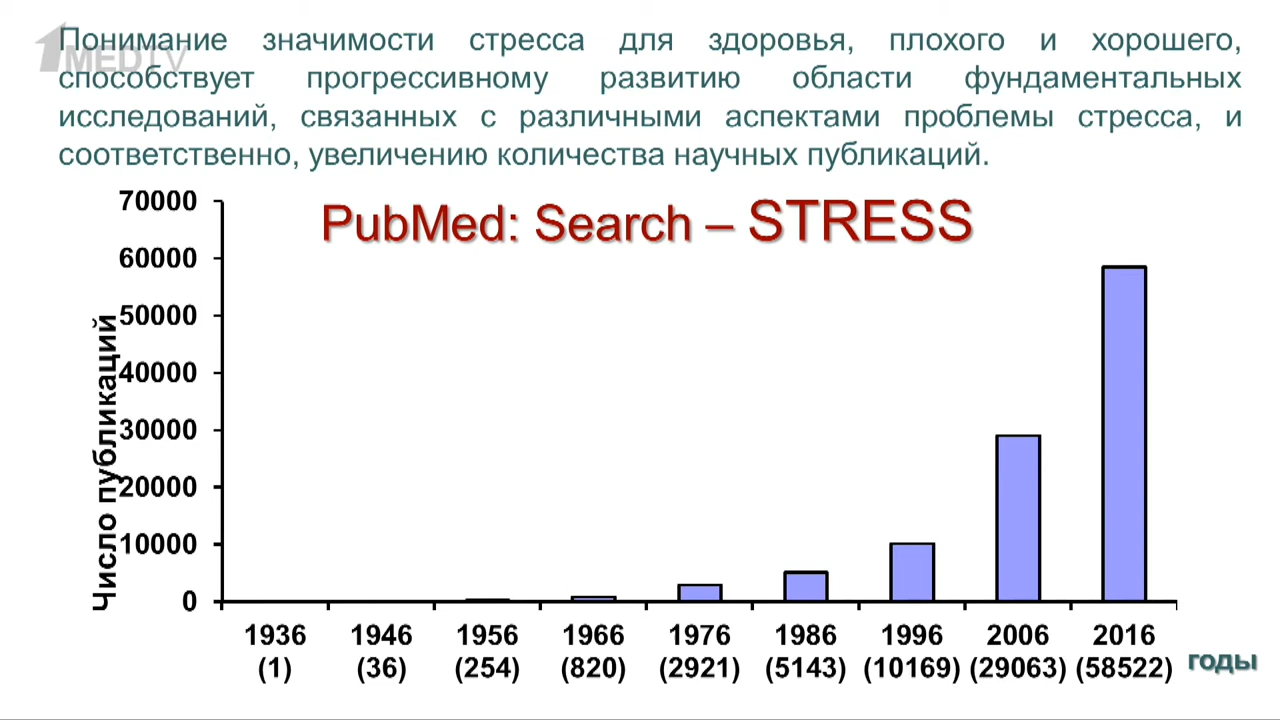 1MEDTV
Понимание значимости стресса для здоровья, плохого и хорошего,
способствует прогрессивному развитию области фундаментальных
исследований, связанных с различными аспектами проблемы стресса, и
соответственно, увеличению количества научных публикаций.
PubMed: Search – STRESS
Число публикаций
70000
60000
50000
40000
30000
20000
10000
0
1936 1946 1956 1966 1976 1986 1996 2006 2016
(1) (36) (254) (820) (2921) (5143) (10169) (29063) (58522)
годы